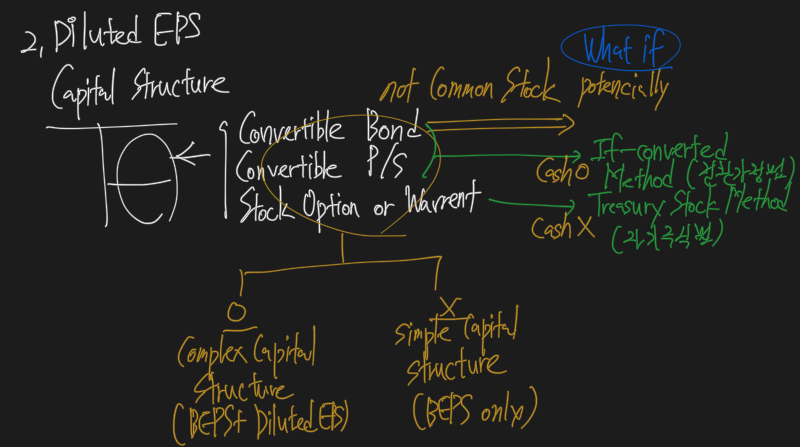 2, Diluted EPS
Capital Structure
What if
not Common Stock potencially
Convertible Bond
Convertible P/S
Stock Option or Warrent
Cash O
If-converted
Method (전환가정법)
Cash X
Treasury Stock Method
(자기주식법)
O
Complex Capital
Structure
(BEPS+ Diluted EPS)
X
Simple Capital
Structure
(BEPS only)